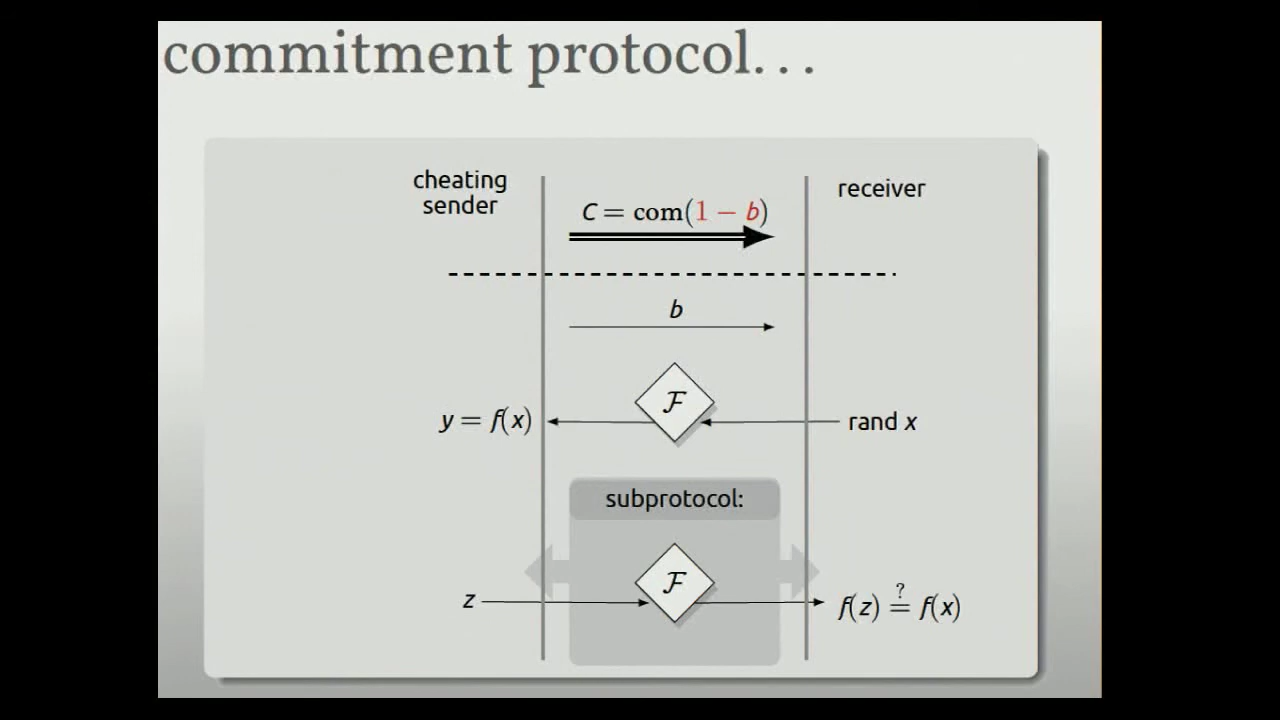 commitment protocol. . .
cheating
sender
receiver
C = com(1 − b)
b
F
y = f(x)
rand x
subprotocol:
F
z
f(z) ≟ f(x)